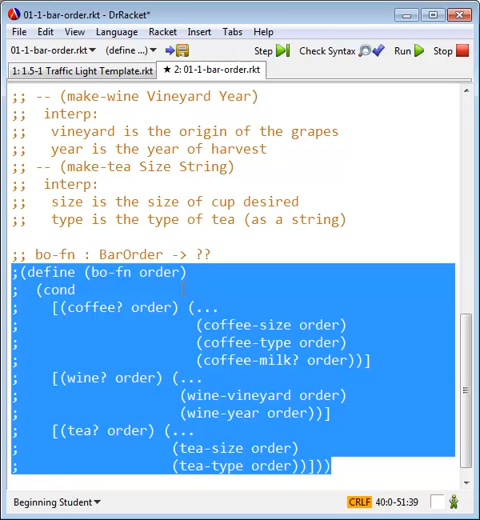 01-1-bar-order.rkt - DrRacket*
File Edit View Language Racket Insert Tabs Help
01-1-bar-order.rkt▼ (define ...)▼ Step Check Syntax Run Stop
1: 1.5-1 Traffic Light Template.rkt ★ 2: 01-1-bar-order.rkt
;; -- (make-wine Vineyard Year)
;; interp:
;; vineyard is the origin of the grapes
;; year is the year of harvest
;; -- (make-tea Size String)
;; interp:
;; size is the size of cup desired
;; type is the type of tea (as a string)
;; bo-fn : BarOrder -> ??
;(define (bo-fn order)
; (cond
; [(coffee? order) (...
; (coffee-size order)
; (coffee-type order)
; (coffee-milk? order))]
; [(wine? order) (...
; (wine-vineyard order)
; (wine-year order))]
; [(tea? order) (...
; (tea-size order)
; (tea-type order))]))
Beginning Student▼ CRLF 40:0-51:39